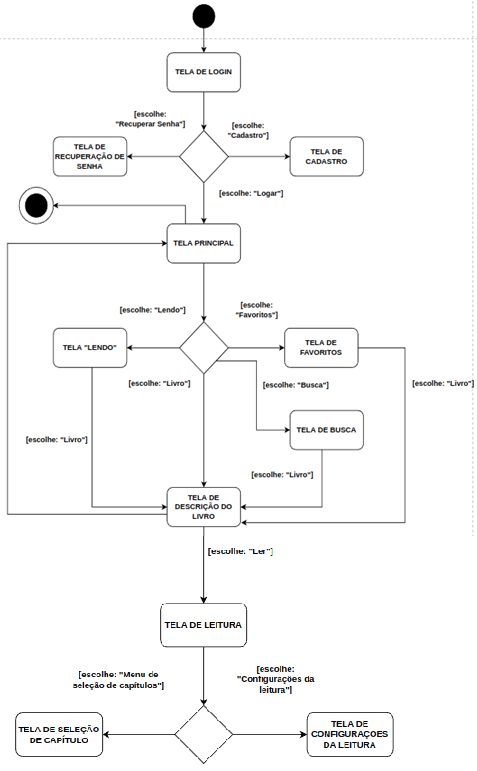 TELA DE LOGIN
[escolhe:
"Recuperar Senha"]
[escolhe:
"Cadastro"]
TELA DE
RECUPERAÇÃO DE
SENHA
TELA DE
CADASTRO
[escolhe: "Logar"]
TELA PRINCIPAL
[escolhe: "Lendo"]
[escolhe:
"Favoritos"]
TELA "LENDO"
TELA DE
FAVORITOS
[escolhe: "Livro"]
[escolhe: "Busca"]
[escolhe: "Livro"]
TELA DE BUSCA
[escolhe: "Livro"]
[escolhe: "Livro"]
TELA DE
DESCRIÇÃO DO
LIVRO
[escolhe: "Ler"]
TELA DE LEITURA
[escolhe: "Menu de
seleção de capítulos"]
[escolhe:
"Configurações da
leitura"]
TELA DE SELEÇÃO
DE CAPÍTULO
TELA DE
CONFIGURAÇOES
DA LEITURA